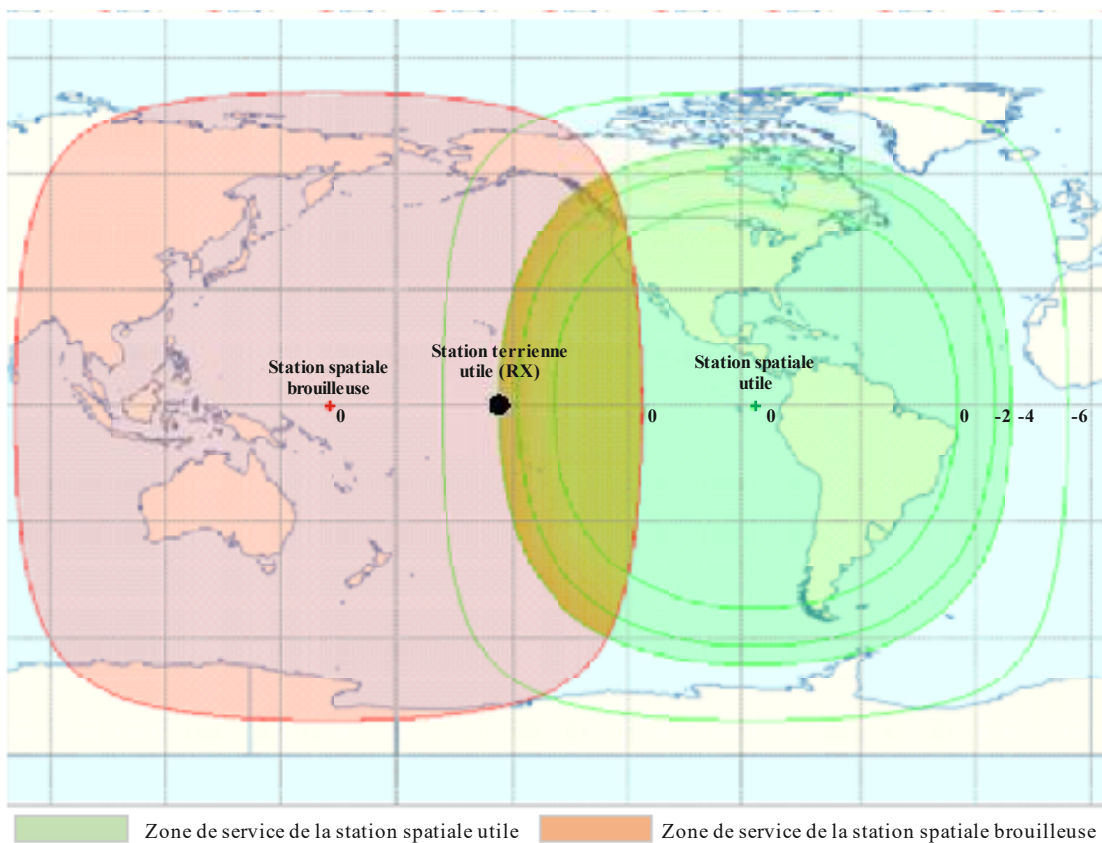 Station terrienne
utile (RX)
Station spatiale
brouilleuse
Station spatiale
utile
0
0
0
0
-2
-4
-6
Zone de service de la station spatiale utile
Zone de service de la station spatiale brouilleuse